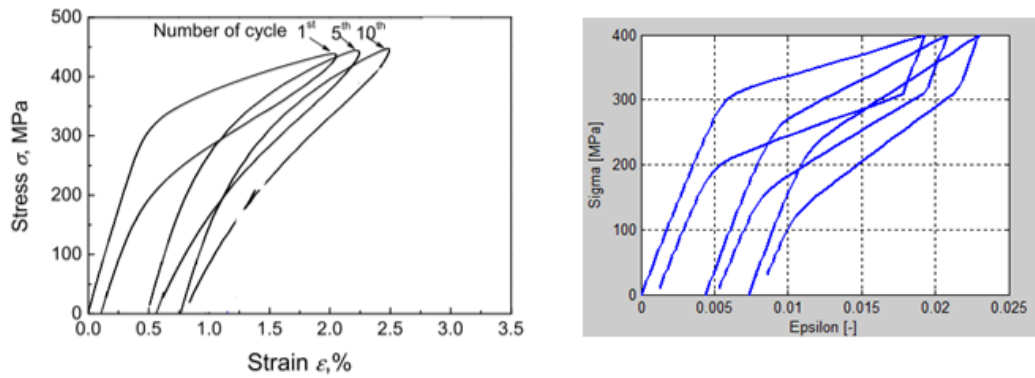 500
400
300
200
100
0
Stress σ, MPa
Number of cycle 1st 5th 10th
0.0 0.5 1.0 1.5 2.0 2.5 3.0 3.5
Strain ε,%
400
300
200
100
0
Sigma [MPa]
0 0.005 0.01 0.015 0.02 0.025
Epsilon [-]